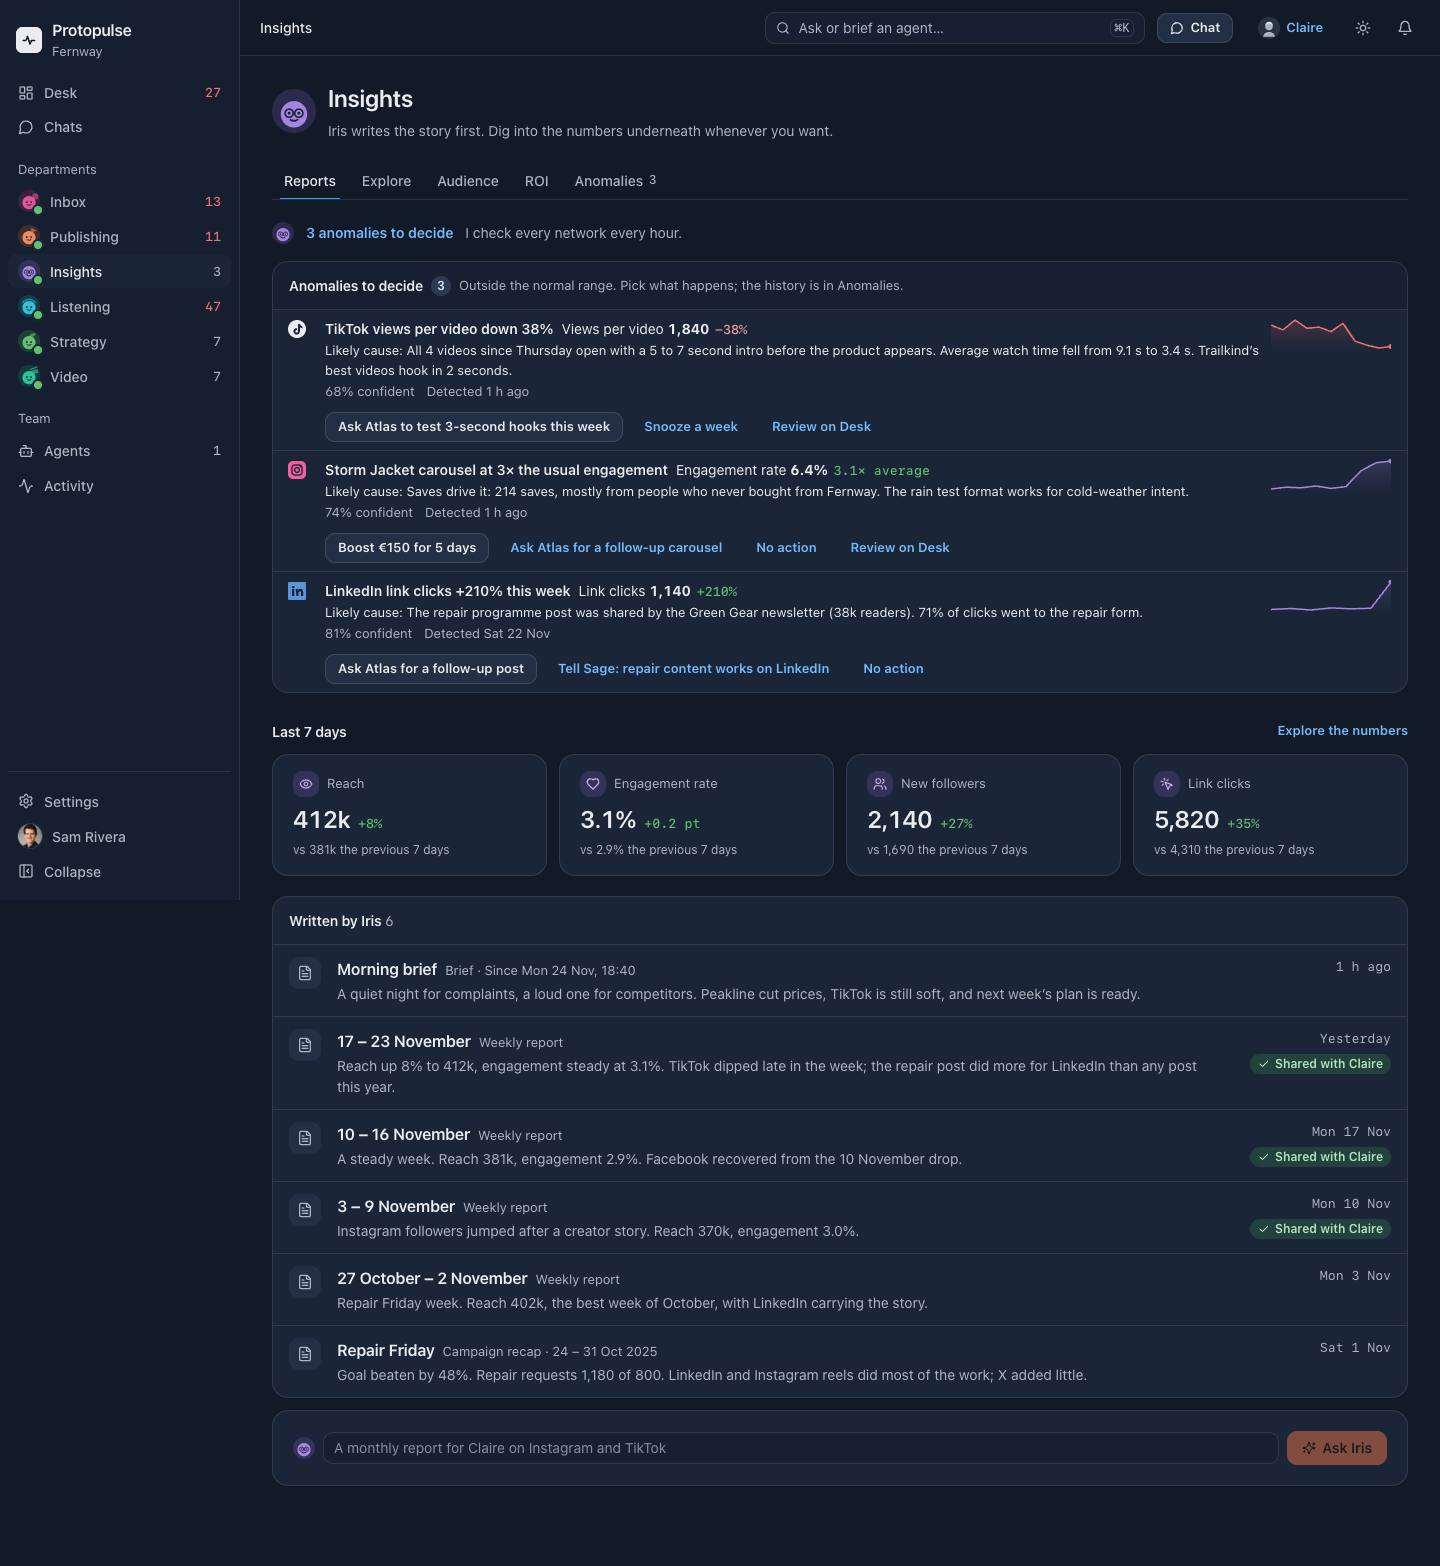 Protopulse
Fernway
Desk 27
Chats
Departments
Inbox 13
Publishing 11
Insights 3
Listening 47
Strategy 7
Video 7
Team
Agents 1
Activity
Settings
Sam Rivera
Collapse
Insights
Ask or brief an agent…
⌘K
Chat
Claire
Insights
Iris writes the story first. Dig into the numbers underneath whenever you want.
Reports Explore Audience ROI Anomalies 3
3 anomalies to decide I check every network every hour.
Anomalies to decide 3 Outside the normal range. Pick what happens; the history is in Anomalies.
TikTok views per video down 38% Views per video 1,840 −38%
Likely cause: All 4 videos since Thursday open with a 5 to 7 second intro before the product appears. Average watch time fell from 9.1 s to 3.4 s. Trailkind’s
best videos hook in 2 seconds.
68% confident Detected 1 h ago
Ask Atlas to test 3-second hooks this week Snooze a week Review on Desk
Storm Jacket carousel at 3× the usual engagement Engagement rate 6.4% 3.1× average
Likely cause: Saves drive it: 214 saves, mostly from people who never bought from Fernway. The rain test format works for cold-weather intent.
74% confident Detected 1 h ago
Boost €150 for 5 days Ask Atlas for a follow-up carousel No action Review on Desk
LinkedIn link clicks +210% this week Link clicks 1,140 +210%
Likely cause: The repair programme post was shared by the Green Gear newsletter (38k readers). 71% of clicks went to the repair form.
81% confident Detected Sat 22 Nov
Ask Atlas for a follow-up post Tell Sage: repair content works on LinkedIn No action
Last 7 days
Explore the numbers
Reach
412k +8%
vs 381k the previous 7 days
Engagement rate
3.1% +0.2 pt
vs 2.9% the previous 7 days
New followers
2,140 +27%
vs 1,690 the previous 7 days
Link clicks
5,820 +35%
vs 4,310 the previous 7 days
Written by Iris 6
Morning brief Brief · Since Mon 24 Nov, 18:40
1 h ago
A quiet night for complaints, a loud one for competitors. Peakline cut prices, TikTok is still soft, and next week’s plan is ready.
17 – 23 November Weekly report
Yesterday
Shared with Claire
Reach up 8% to 412k, engagement steady at 3.1%. TikTok dipped late in the week; the repair post did more for LinkedIn than any post
this year.
10 – 16 November Weekly report
Mon 17 Nov
Shared with Claire
A steady week. Reach 381k, engagement 2.9%. Facebook recovered from the 10 November drop.
3 – 9 November Weekly report
Mon 10 Nov
Shared with Claire
Instagram followers jumped after a creator story. Reach 370k, engagement 3.0%.
27 October – 2 November Weekly report
Mon 3 Nov
Repair Friday week. Reach 402k, the best week of October, with LinkedIn carrying the story.
Repair Friday Campaign recap · 24 – 31 Oct 2025
Sat 1 Nov
Goal beaten by 48%. Repair requests 1,180 of 800. LinkedIn and Instagram reels did most of the work; X added little.
A monthly report for Claire on Instagram and TikTok
Ask Iris